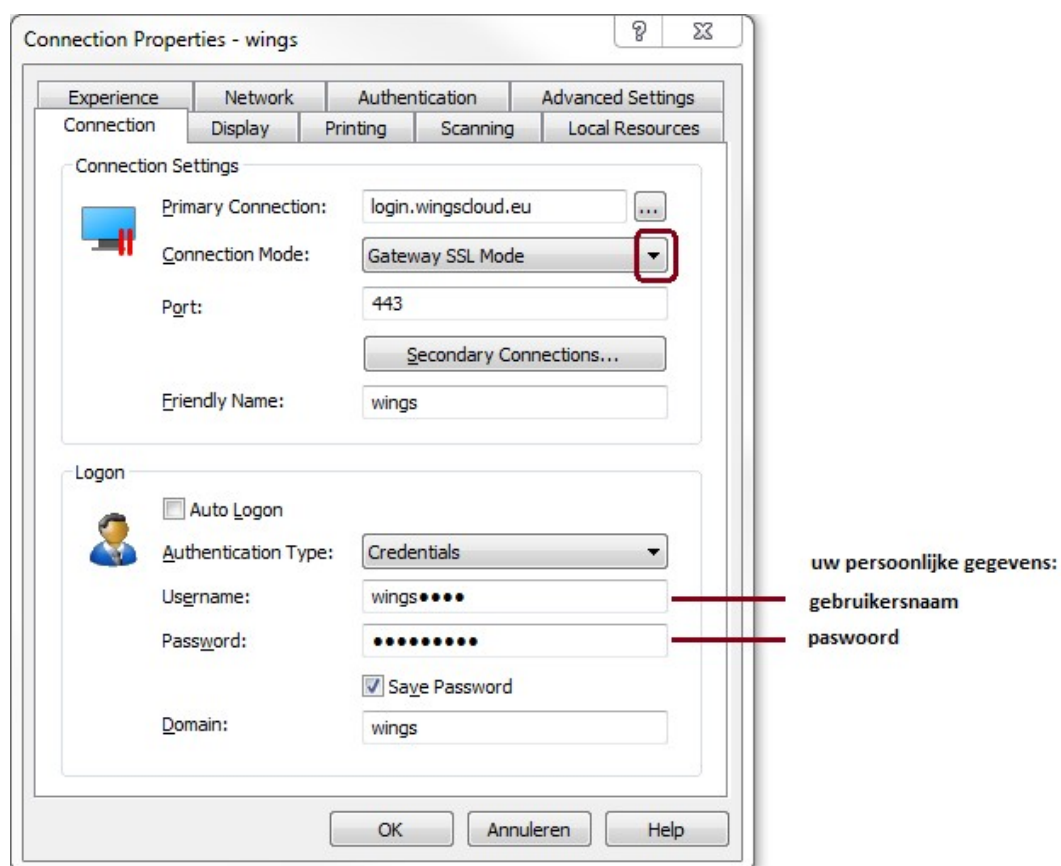 Connection Properties - wings
Experience Network Authentication Advanced Settings
Connection Display Printing Scanning Local Resources
Connection Settings
Primary Connection: login.wingscloud.eu ...
Connection Mode: Gateway SSL Mode
Port: 443
Secondary Connections...
Friendly Name: wings
Logon
Auto Logon
Authentication Type: Credentials
uw persoonlijke gegevens:
Username: wings●●●● gebruikersnaam
Password: ●●●●●●●●● paswoord
Save Password
Domain: wings
OK Annuleren Help